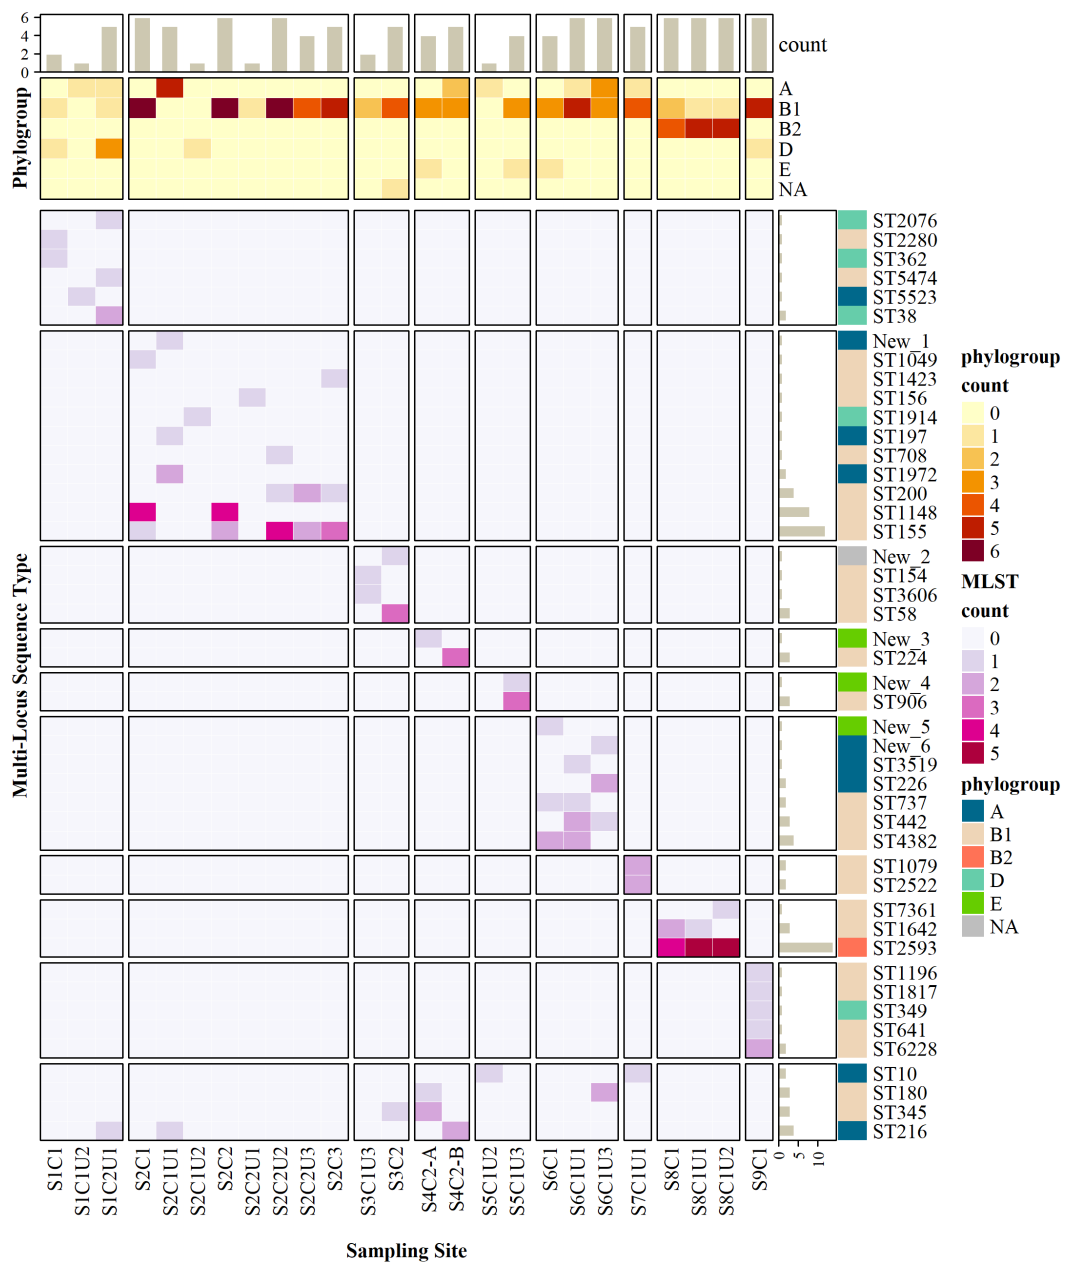 6
4
2
0
count
Phylogroup
A
B1
B2
D
E
NA
ST2076
ST2280
ST362
ST5474
ST5523
ST38
New_1
ST1049
ST1423
ST156
ST1914
ST197
ST708
ST1972
ST200
ST1148
ST155
New_2
ST154
ST3606
ST58
New_3
ST224
New_4
ST906
New_5
New_6
ST3519
ST226
ST737
ST442
ST4382
ST1079
ST2522
ST7361
ST1642
ST2593
ST1196
ST1817
ST349
ST641
ST6228
ST10
ST180
ST345
ST216
Multi-Locus Sequence Type
0
5
10
S1C1
S1C1U2
S1C2U1
S2C1
S2C1U1
S2C1U2
S2C2
S2C2U1
S2C2U2
S2C2U3
S2C3
S3C1U3
S3C2
S4C2-A
S4C2-B
S5C1U2
S5C1U3
S6C1
S6C1U1
S6C1U3
S7C1U1
S8C1
S8C1U1
S8C1U2
S9C1
Sampling Site
phylogroup
count
0
1
2
3
4
5
6
MLST
count
0
1
2
3
4
5
phylogroup
A
B1
B2
D
E
NA